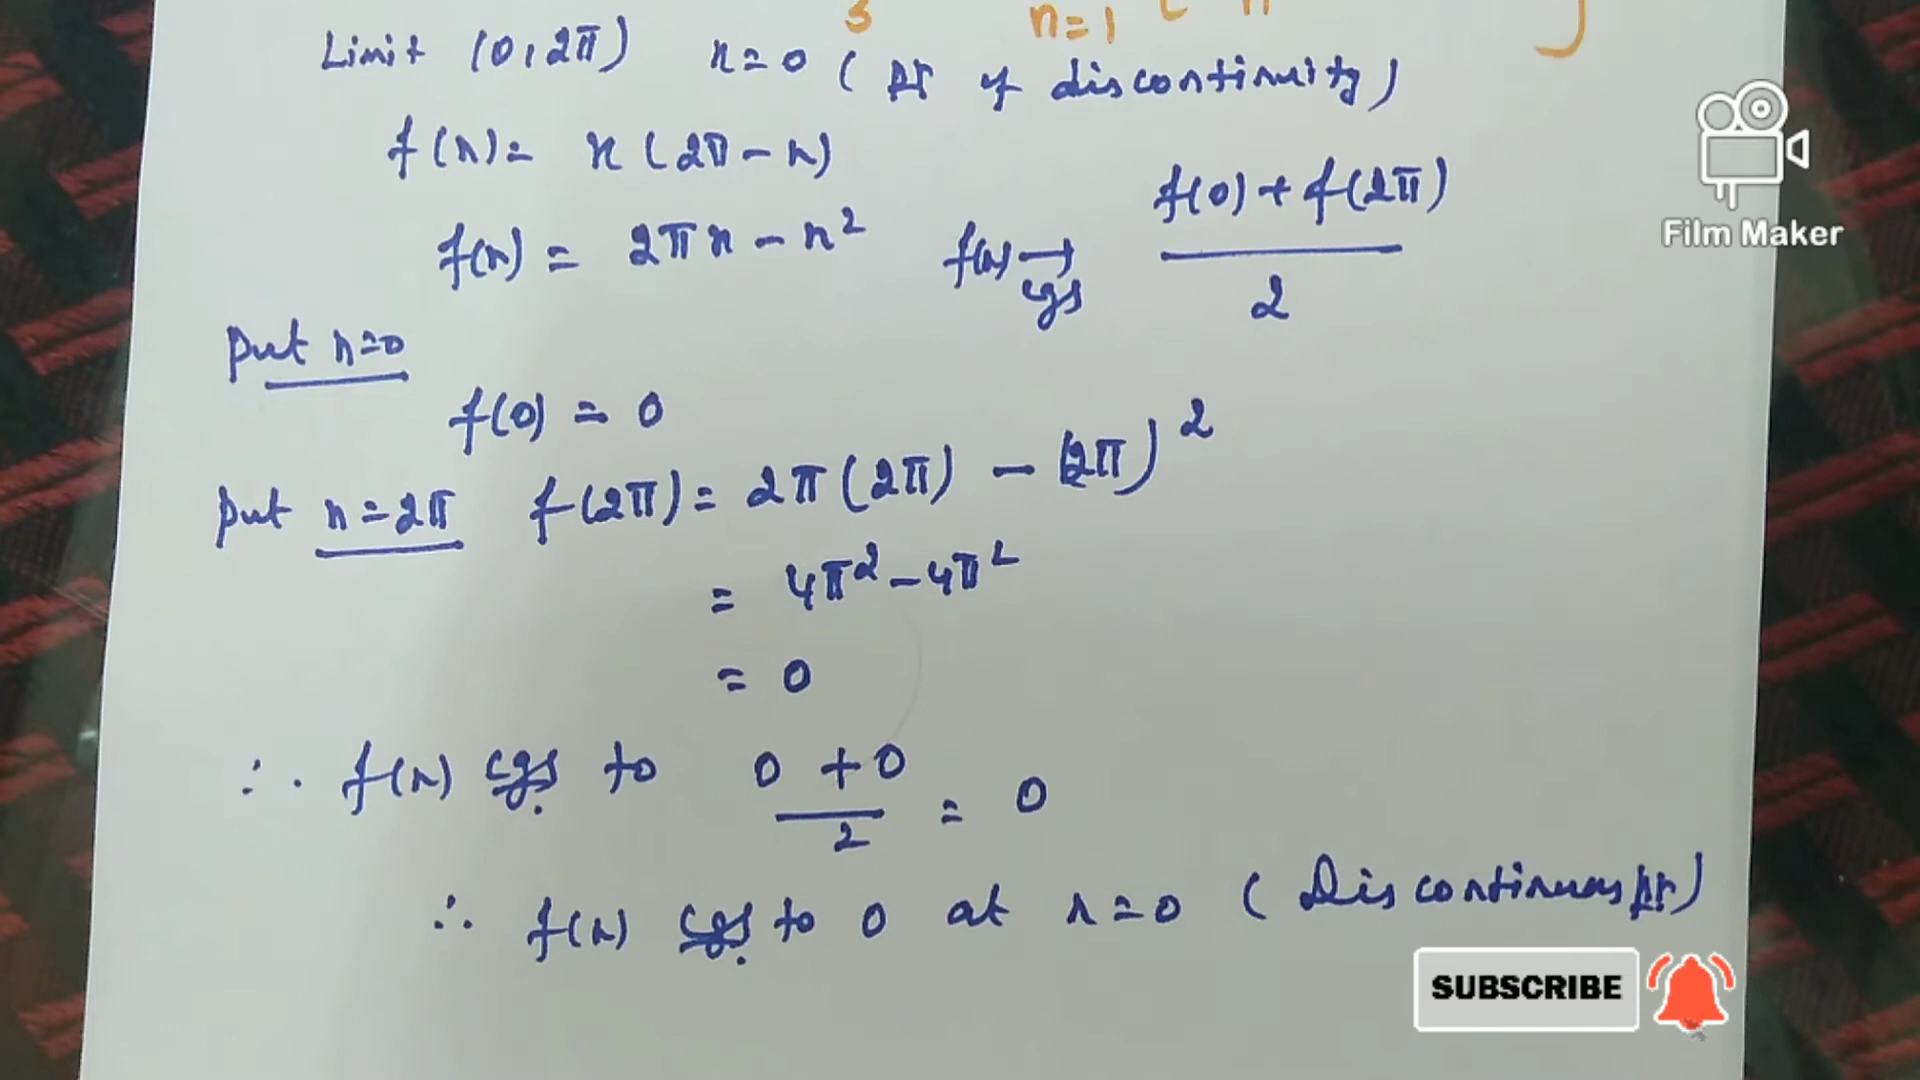 3 n=1
Limit (0, 2π) x=0 ( pt of discontinuity)
f(x)= x (2π-x)
f(x) = 2πx - x² f(x) → cgs f(0) + f(2π) / 2
Put x=0
f(0) = 0
Put x=2π f(2π) = 2π(2π) - (2π)²
= 4π² - 4π²
= 0
∴ f(x) cgs to 0 + 0 / 2 = 0
∴ f(x) cgs to 0 at x=0 ( Discontinuous pt)
Film Maker
SUBSCRIBE